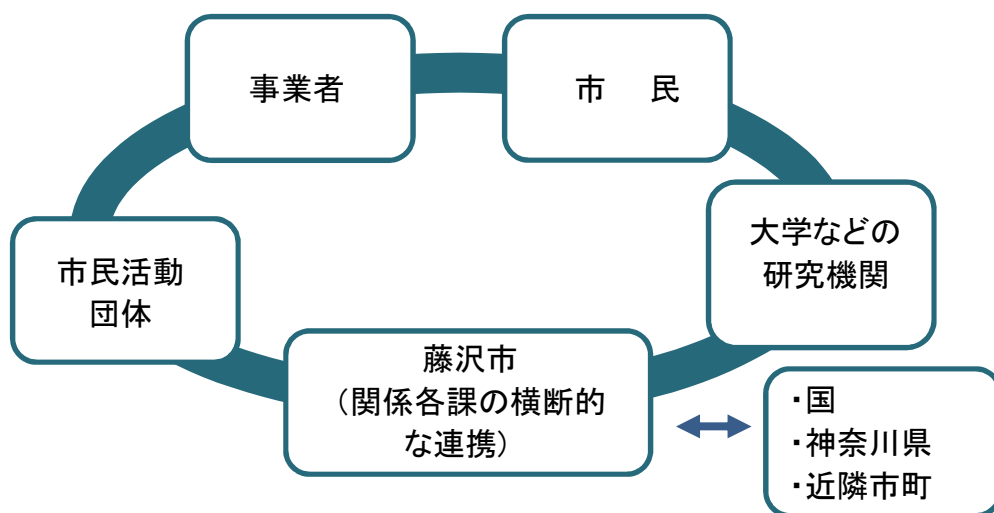 事業者
市　民
大学などの
研究機関
市民活動
団体
藤沢市
（関係各課の横断的
な連携）
・国
・神奈川県
・近隣市町